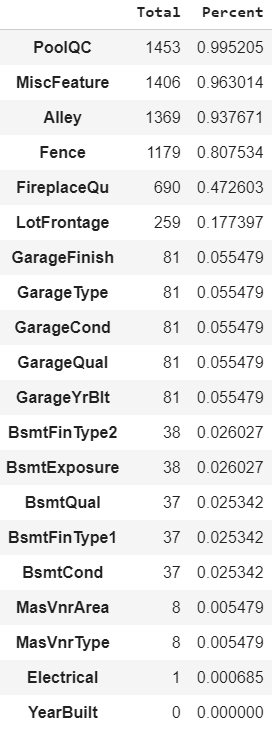 Total Percent
PoolQC 1453 0.995205
MiscFeature 1406 0.963014
Alley 1369 0.937671
Fence 1179 0.807534
FireplaceQu 690 0.472603
LotFrontage 259 0.177397
GarageFinish 81 0.055479
GarageType 81 0.055479
GarageCond 81 0.055479
GarageQual 81 0.055479
GarageYrBlt 81 0.055479
BsmtFinType2 38 0.026027
BsmtExposure 38 0.026027
BsmtQual 37 0.025342
BsmtFinType1 37 0.025342
BsmtCond 37 0.025342
MasVnrArea 8 0.005479
MasVnrType 8 0.005479
Electrical 1 0.000685
YearBuilt 0 0.000000